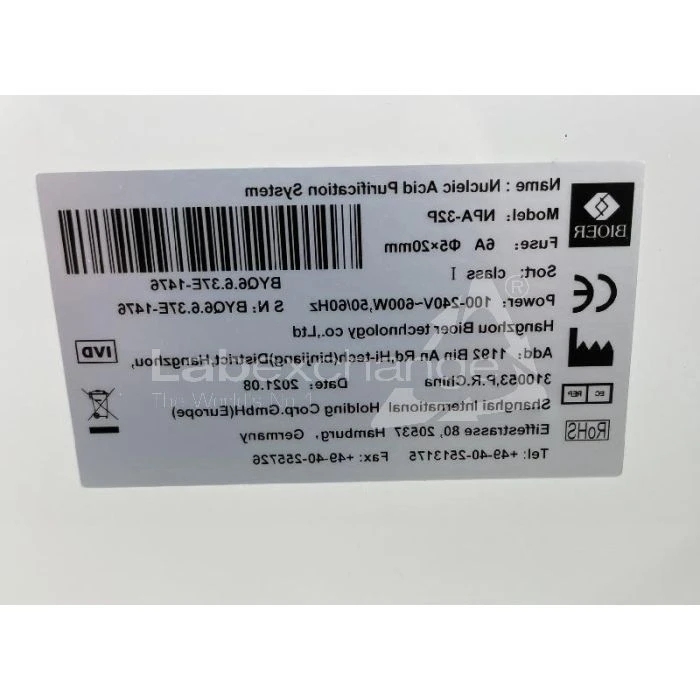 BIOER
Name: Nucleic Acid Purification System
Model: NPA-32P
Fuse: 6A Φ5×20mm
Sort: class I
Power: 100-240V~600W,50/60Hz
BYQ6.6.37E-1476
S N: BYQ6.6.37E-1476
Hangzhou Bioer technology co.,Ltd
Add: 1192 Bin An Rd,Hi-tech(binjiang)District,Hangzhou,
310053,P.R.China Date: 2021.08
Shanghai International Holding Corp.GmbH(Europe)
Eiffestrasse 80, 20537 Hamburg, Germany
Tel: +49-40-2513175 Fax: +49-40-255726
CE
EC REP
RoHS
IVD
Labexchange®
The World's No. 1